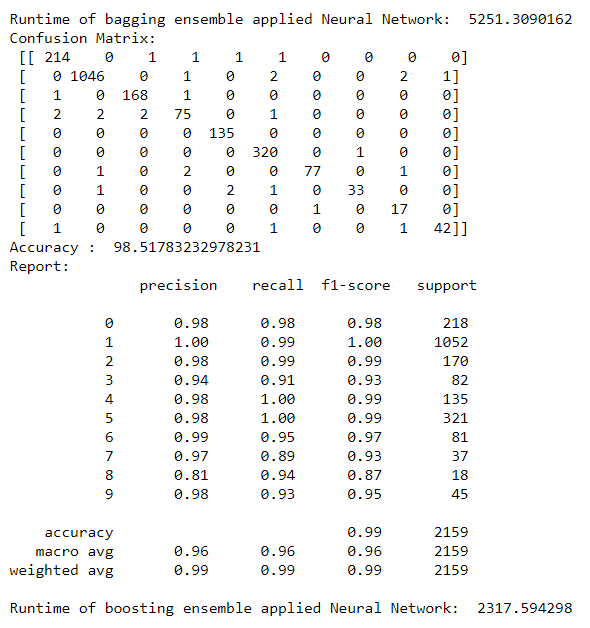 Runtime of bagging ensemble applied Neural Network:  5251.3090162
Confusion Matrix:
 [[ 214    0    1    1    1    1    0    0    0    0]
 [   0 1046    0    1    0    2    0    0    2    1]
 [   1    0  168    1    0    0    0    0    0    0]
 [   2    2    2   75    0    1    0    0    0    0]
 [   0    0    0    0  135    0    0    0    0    0]
 [   0    0    0    0    0  320    0    1    0    0]
 [   0    1    0    2    0    0   77    0    1    0]
 [   0    1    0    0    2    1    0   33    0    0]
 [   0    0    0    0    0    0    1    0   17    0]
 [   1    0    0    0    0    1    0    0    1   42]]
Accuracy :  98.51783232978231
Report:
              precision    recall  f1-score   support

           0       0.98      0.98      0.98       218
           1       1.00      0.99      1.00      1052
           2       0.98      0.99      0.99       170
           3       0.94      0.91      0.93        82
           4       0.98      1.00      0.99       135
           5       0.98      1.00      0.99       321
           6       0.99      0.95      0.97        81
           7       0.97      0.89      0.93        37
           8       0.81      0.94      0.87        18
           9       0.98      0.93      0.95        45

    accuracy                           0.99      2159
   macro avg       0.96      0.96      0.96      2159
weighted avg       0.99      0.99      0.99      2159

Runtime of boosting ensemble applied Neural Network:  2317.594298